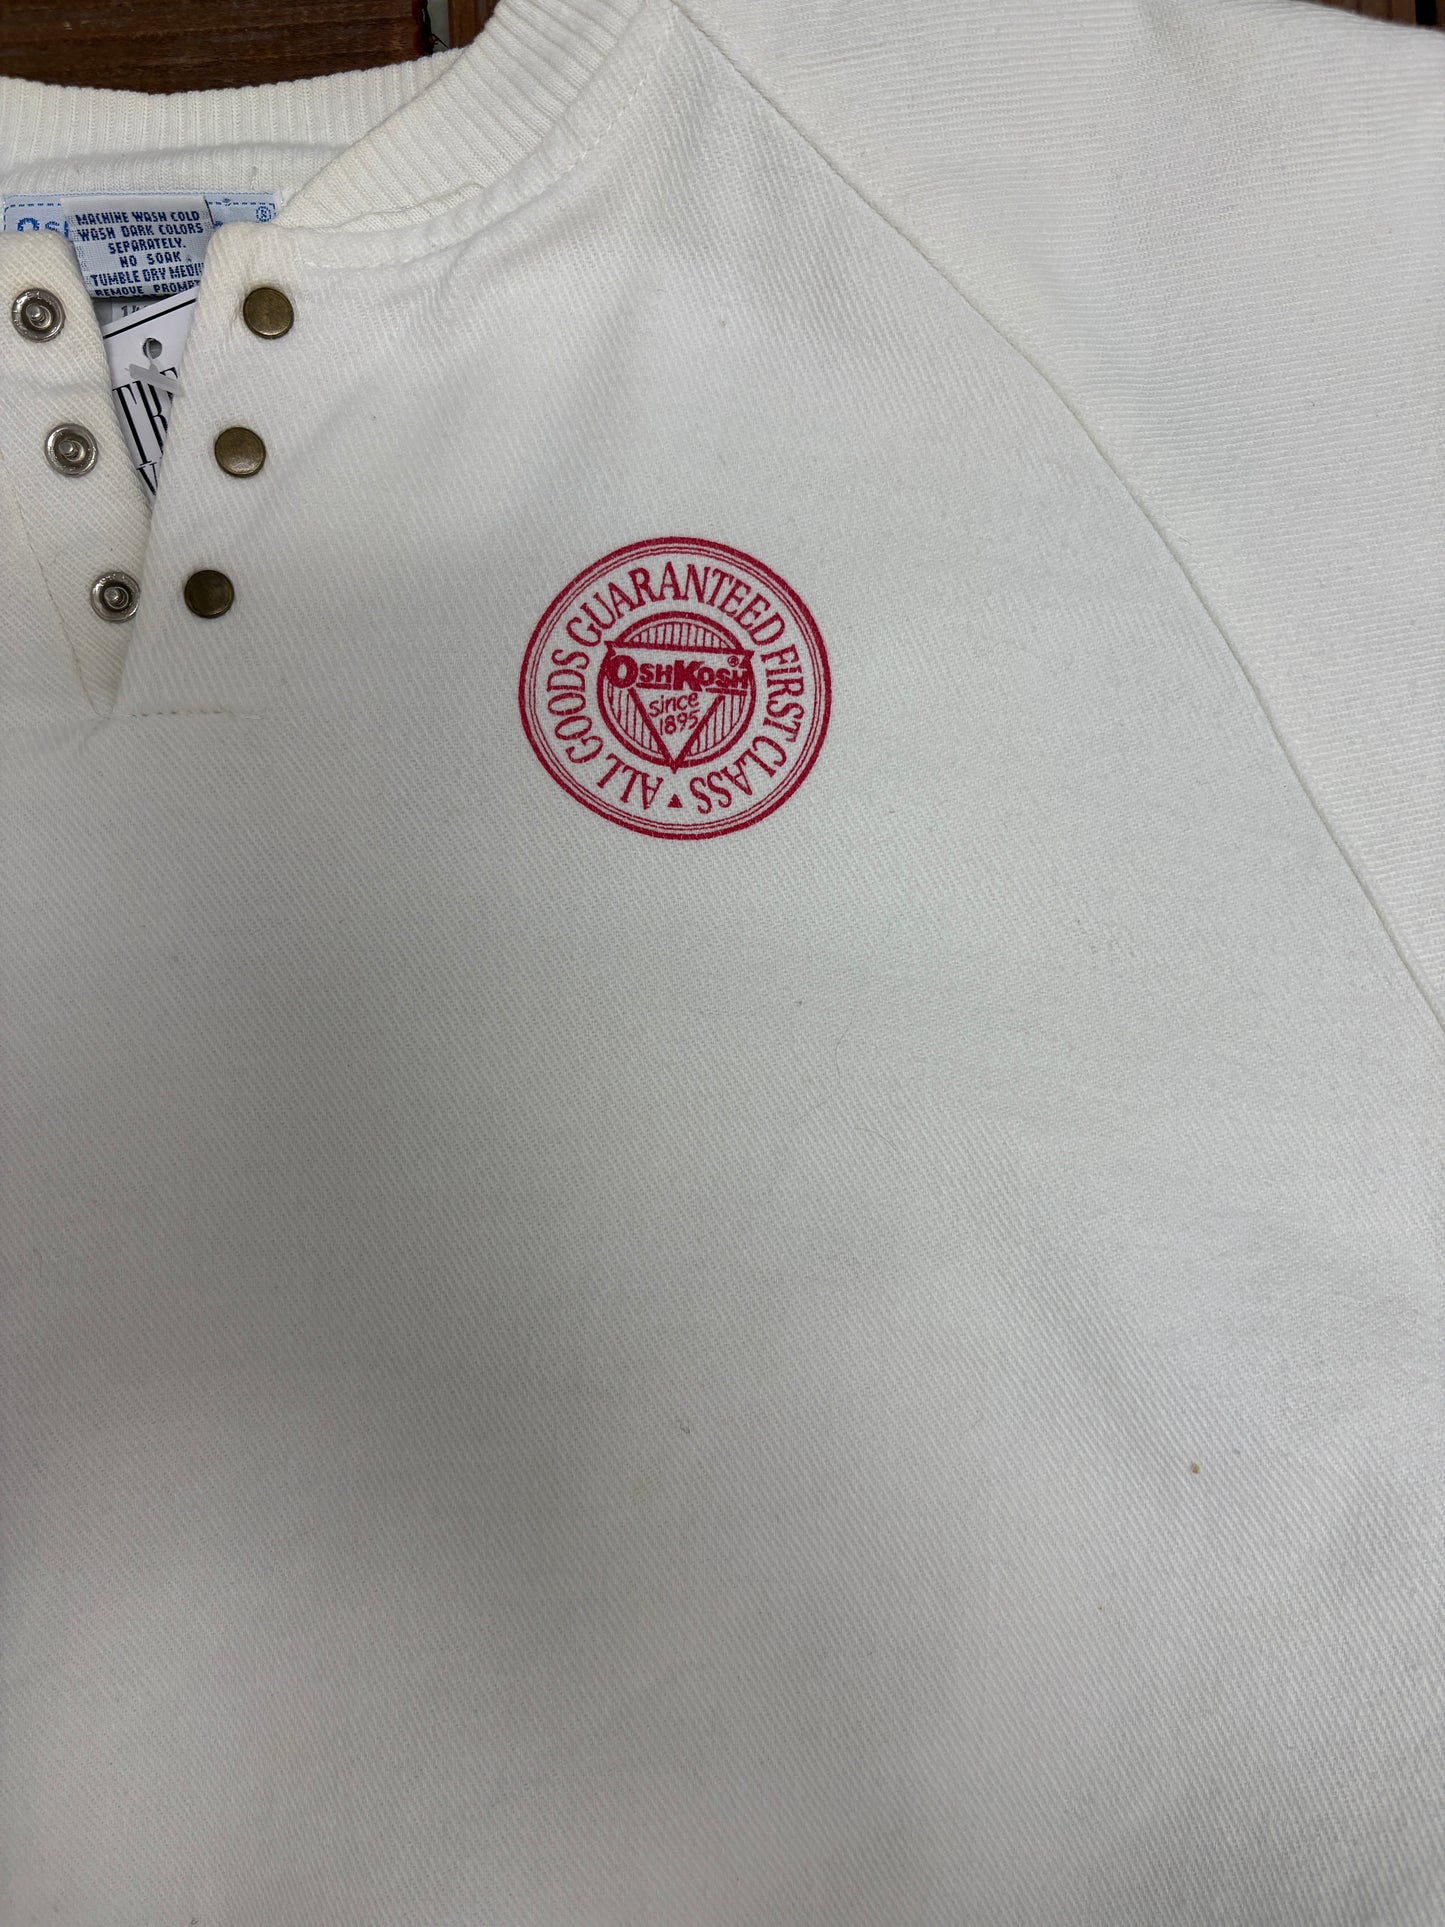 MACHINE WASH COLD
WASH DARK COLORS
SEPARATELY.
NO SOAK
TUMBLE DRY
REMOVE
ALL GOODS GUARANTEED FIRST CLASS
OSHKOSH®
since
1895